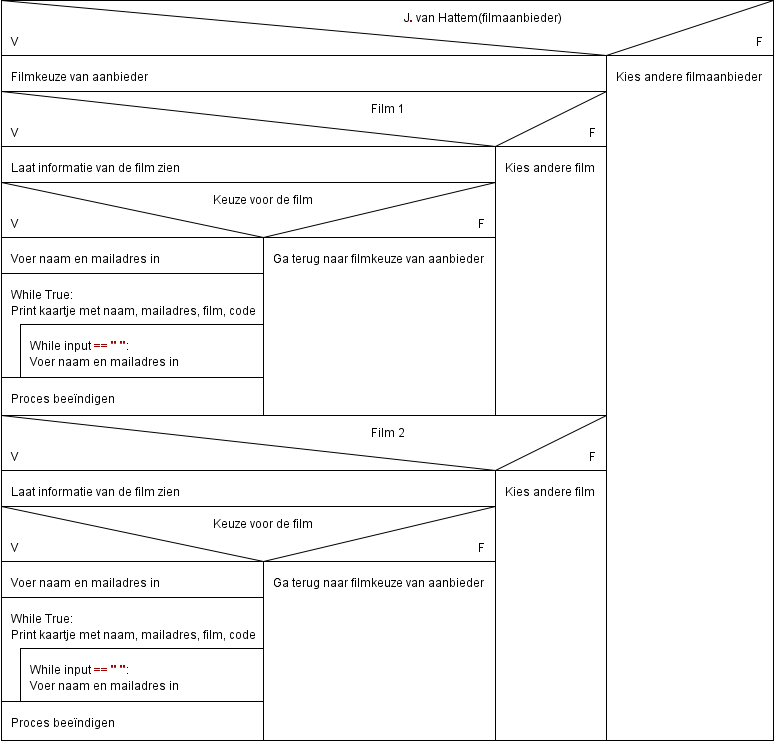 J. van Hattem(filmaanbieder)
V
F
Filmkeuze van aanbieder
Kies andere filmaanbieder
Film 1
V
F
Laat informatie van de film zien
Kies andere film
Keuze voor de film
V
F
Voer naam en mailadres in
Ga terug naar filmkeuze van aanbieder
While True:
Print kaartje met naam, mailadres, film, code
While input == " ":
Voer naam en mailadres in
Proces beeïndigen
Film 2
V
F
Laat informatie van de film zien
Kies andere film
Keuze voor de film
V
F
Voer naam en mailadres in
Ga terug naar filmkeuze van aanbieder
While True:
Print kaartje met naam, mailadres, film, code
While input == " ":
Voer naam en mailadres in
Proces beeïndigen